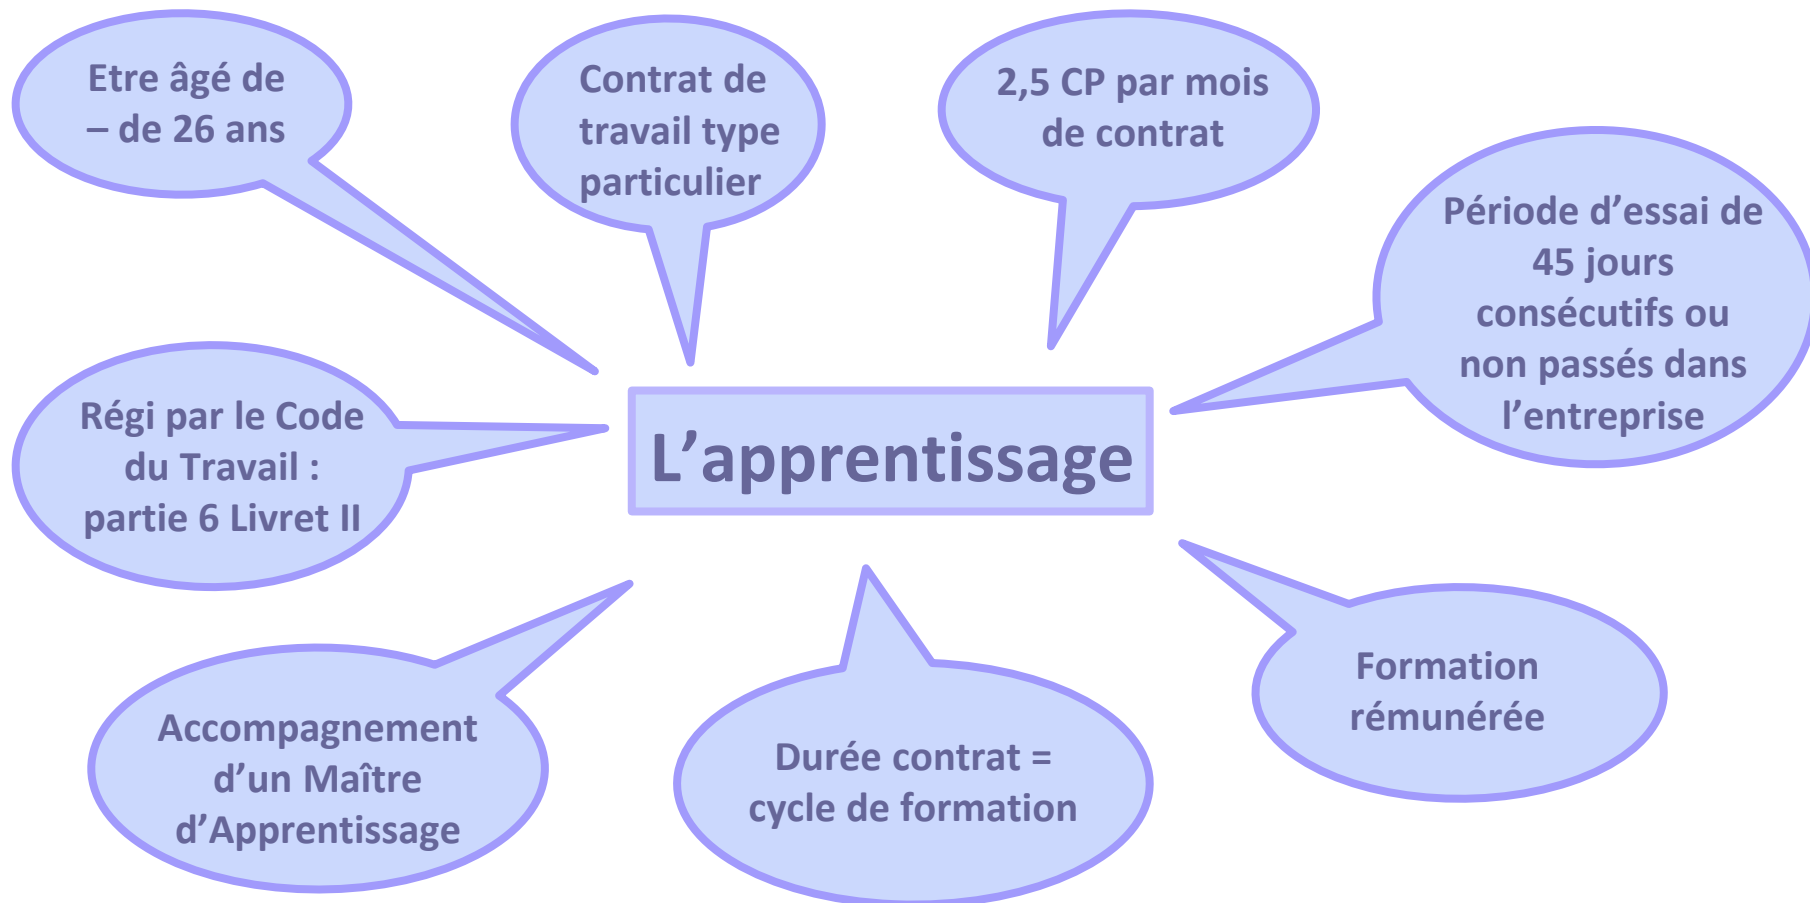 Etre âgé de
– de 26 ans
Contrat de
travail type
particulier
2,5 CP par mois
de contrat
Période d’essai de
45 jours
consécutifs ou
non passés dans
l’entreprise
Régi par le Code
du Travail :
partie 6 Livret II
L’apprentissage
Accompagnement
d’un Maître
d’Apprentissage
Durée contrat =
cycle de formation
Formation
rémunérée